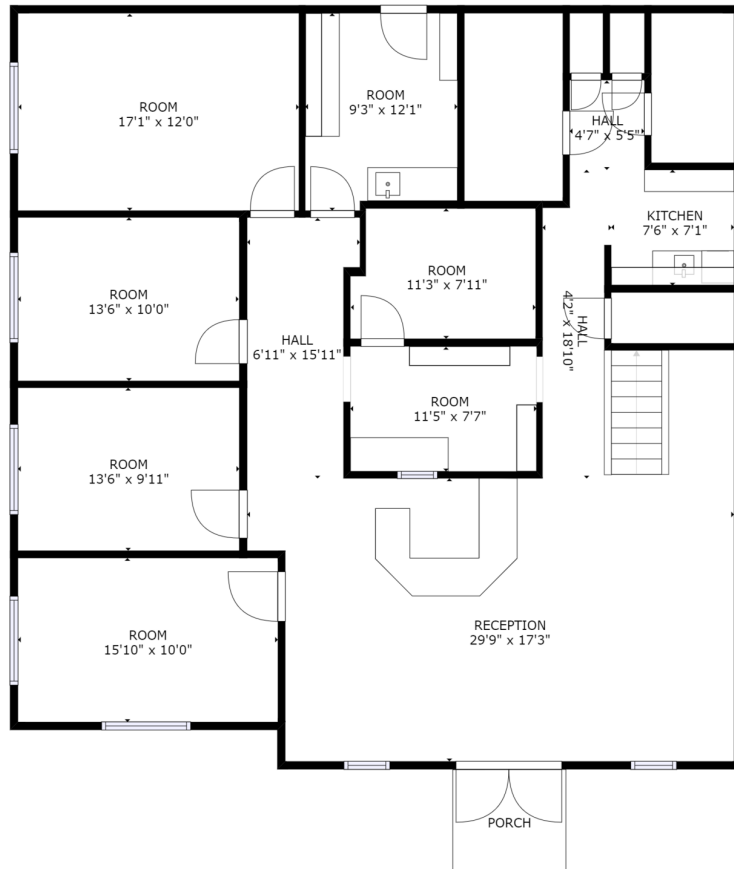 ROOM
17'1" x 12'0"
ROOM
9'3" x 12'1"
HALL
4'7" x 5'5"
KITCHEN
7'6" x 7'1"
ROOM
13'6" x 10'0"
ROOM
11'3" x 7'11"
HALL
6'11" x 15'11"
HALL
4'2" x 18'10"
ROOM
11'5" x 7'7"
ROOM
13'6" x 9'11"
ROOM
15'10" x 10'0"
RECEPTION
29'9" x 17'3"
PORCH